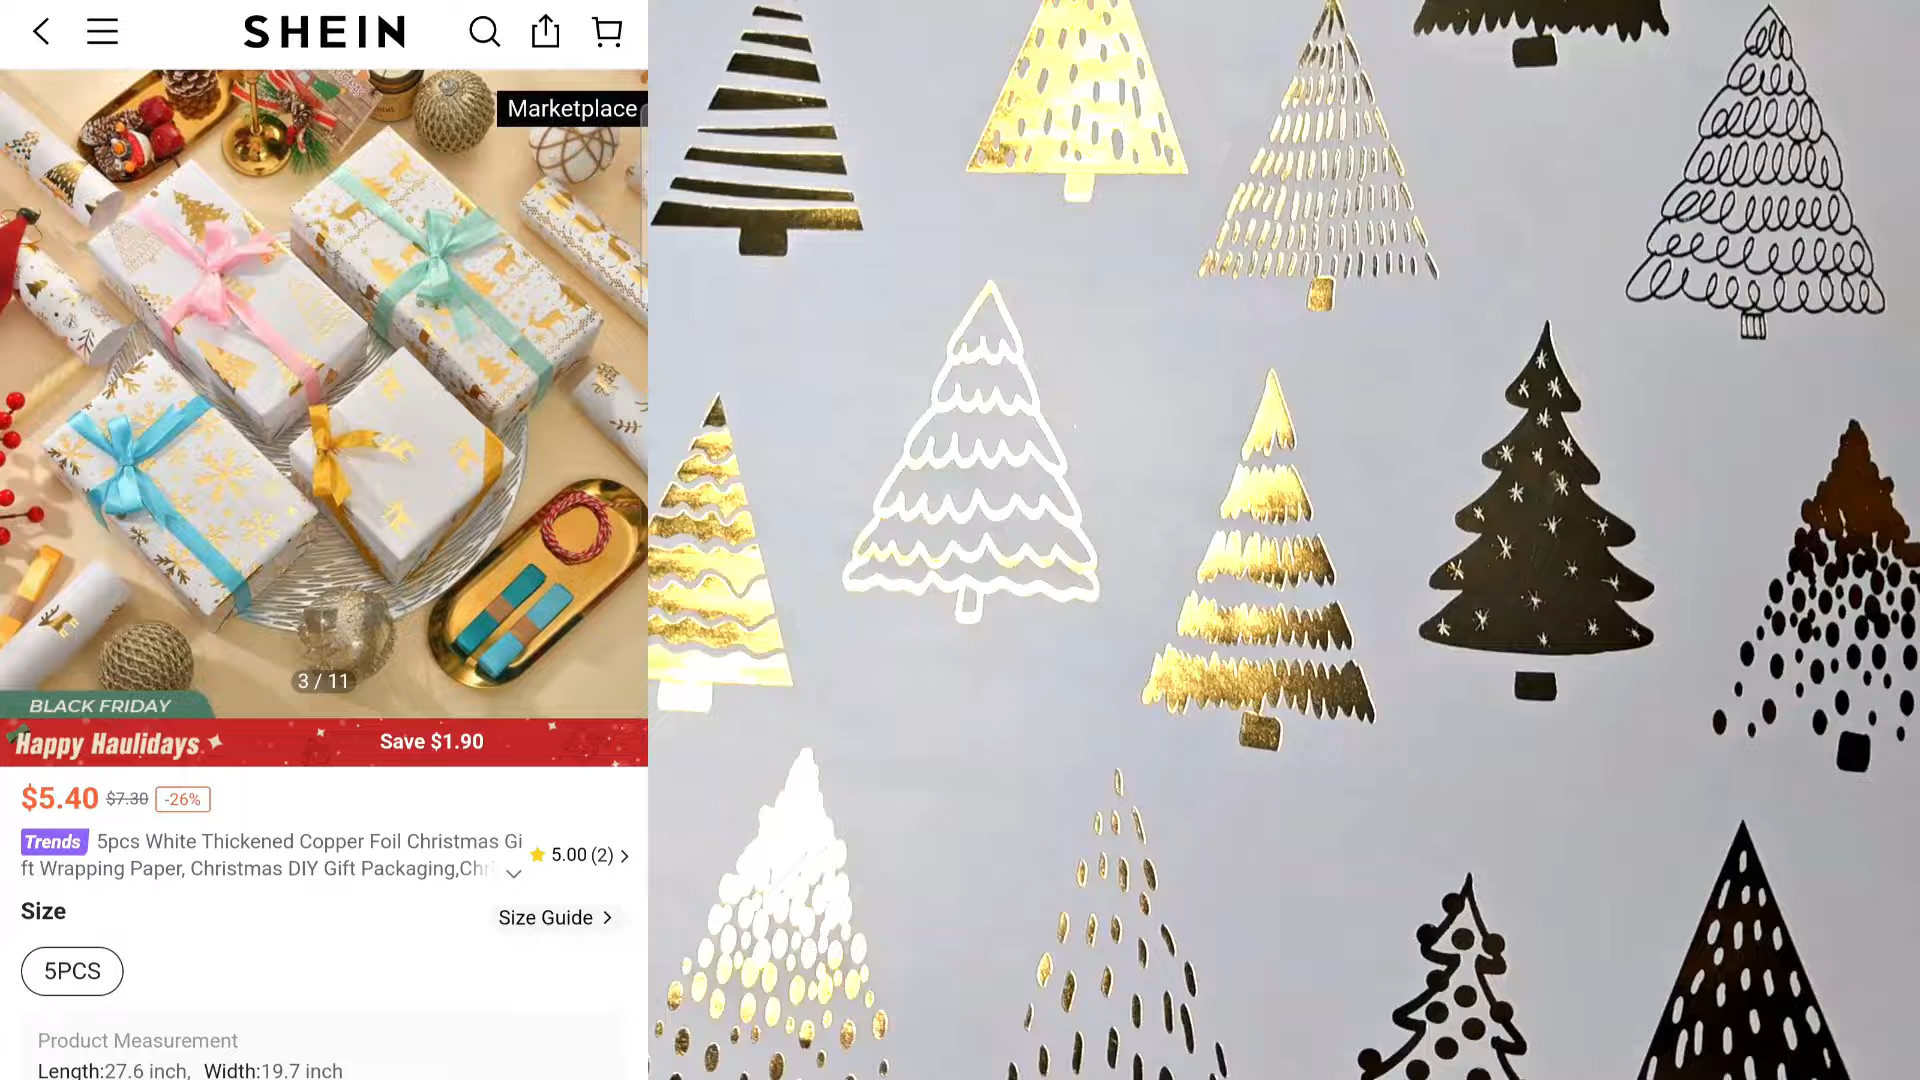 SHEIN
Marketplace
3 / 11
BLACK FRIDAY
Happy Haulidays
Save $1.90
$5.40 $7.30 -26%
Trends 5pcs White Thickened Copper Foil Christmas Gi
ft Wrapping Paper, Christmas DIY Gift Packaging,Chri
5.00 (2)
Size
Size Guide
5PCS
Product Measurement
Length:27.6 inch, Width:19.7 inch